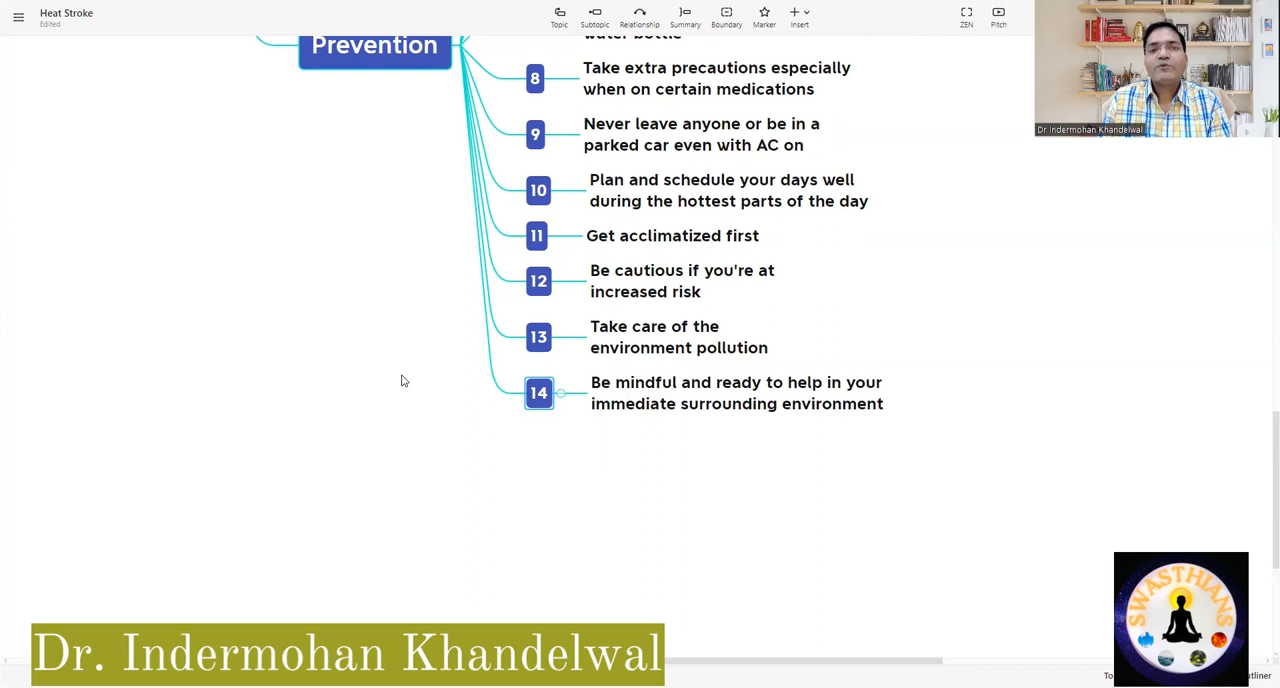 Heat Stroke
Edited
Topic
Subtopic
Relationship
Summary
Boundary
Marker
Insert
ZEN
Pitch
Dr Indermohan Khandelwal
Prevention
water bottle
8
Take extra precautions especially
when on certain medications
9
Never leave anyone or be in a
parked car even with AC on
10
Plan and schedule your days well
during the hottest parts of the day
11
Get acclimatized first
12
Be cautious if you're at
increased risk
13
Take care of the
environment pollution
14
Be mindful and ready to help in your
immediate surrounding environment
SWASTHIANS
Dr. Indermohan Khandelwal